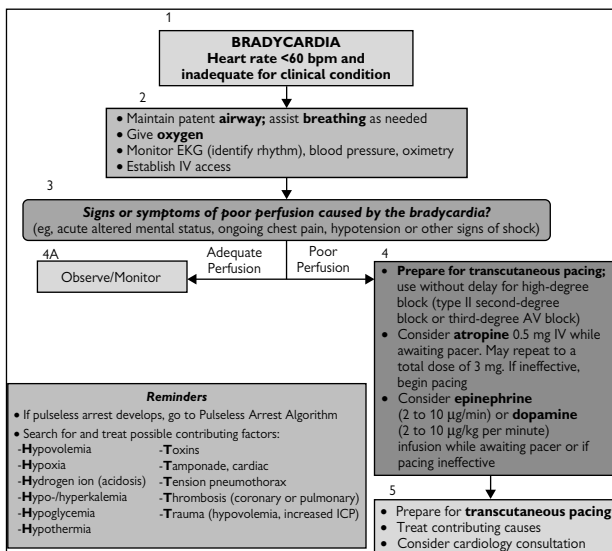 1
BRADYCARDIA
Heart rate <60 bpm and
inadequate for clinical condition
2
• Maintain patent airway; assist breathing as needed
• Give oxygen
• Monitor EKG (identify rhythm), blood pressure, oximetry
• Establish IV access
3
Signs or symptoms of poor perfusion caused by the bradycardia?
(eg, acute altered mental status, ongoing chest pain, hypotension or other signs of shock)
4A
Observe/Monitor
Adequate
Perfusion
Poor
Perfusion
4
• Prepare for transcutaneous pacing;
use without delay for high-degree
block (type II second-degree
block or third-degree AV block)
• Consider atropine 0.5 mg IV while
awaiting pacer. May repeat to a
total dose of 3 mg. If ineffective,
begin pacing
• Consider epinephrine
(2 to 10 µg/min) or dopamine
(2 to 10 µg/kg per minute)
infusion while awaiting pacer or if
pacing ineffective
Reminders
• If pulseless arrest develops, go to Pulseless Arrest Algorithm
• Search for and treat possible contributing factors:
-Hypovolemia
-Hypoxia
-Hydrogen ion (acidosis)
-Hypo-/hyperkalemia
-Hypoglycemia
-Hypothermia
-Toxins
-Tamponade, cardiac
-Tension pneumothorax
-Thrombosis (coronary or pulmonary)
-Trauma (hypovolemia, increased ICP)
5
• Prepare for transcutaneous pacing
• Treat contributing causes
• Consider cardiology consultation